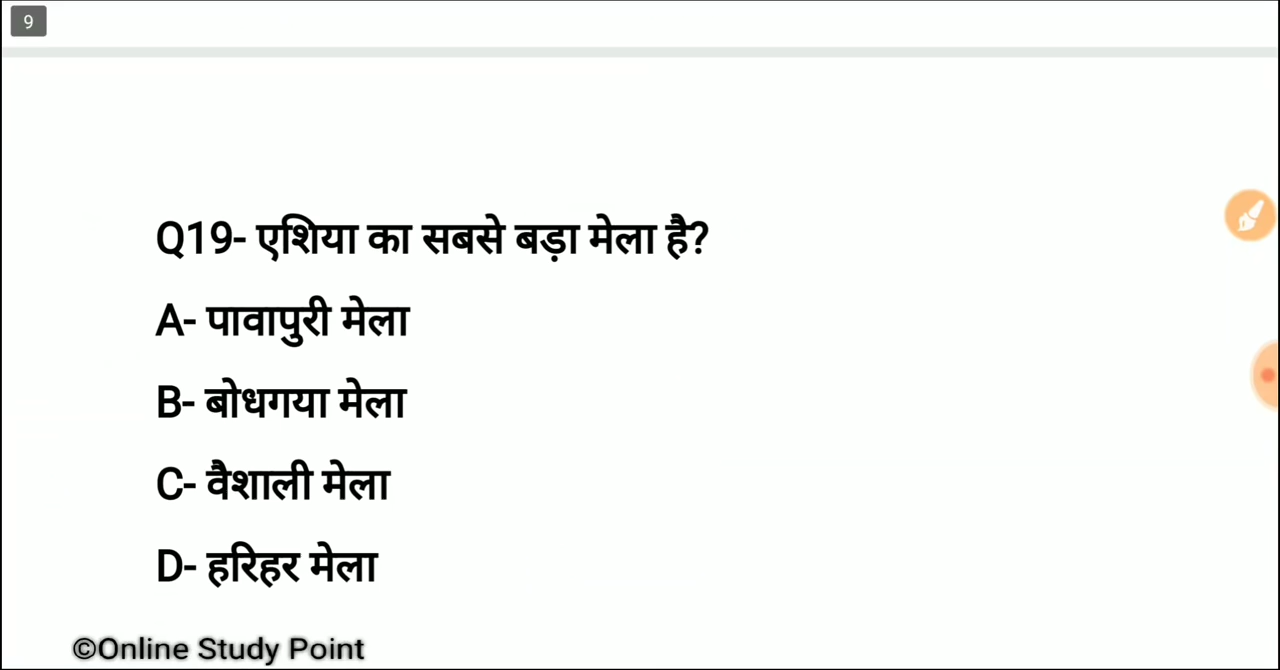 9
Q19- एशिया का सबसे बड़ा मेला है?
A- पावापुरी मेला
B- बोधगया मेला
C- वैशाली मेला
D- हरिहर मेला
©Online Study Point